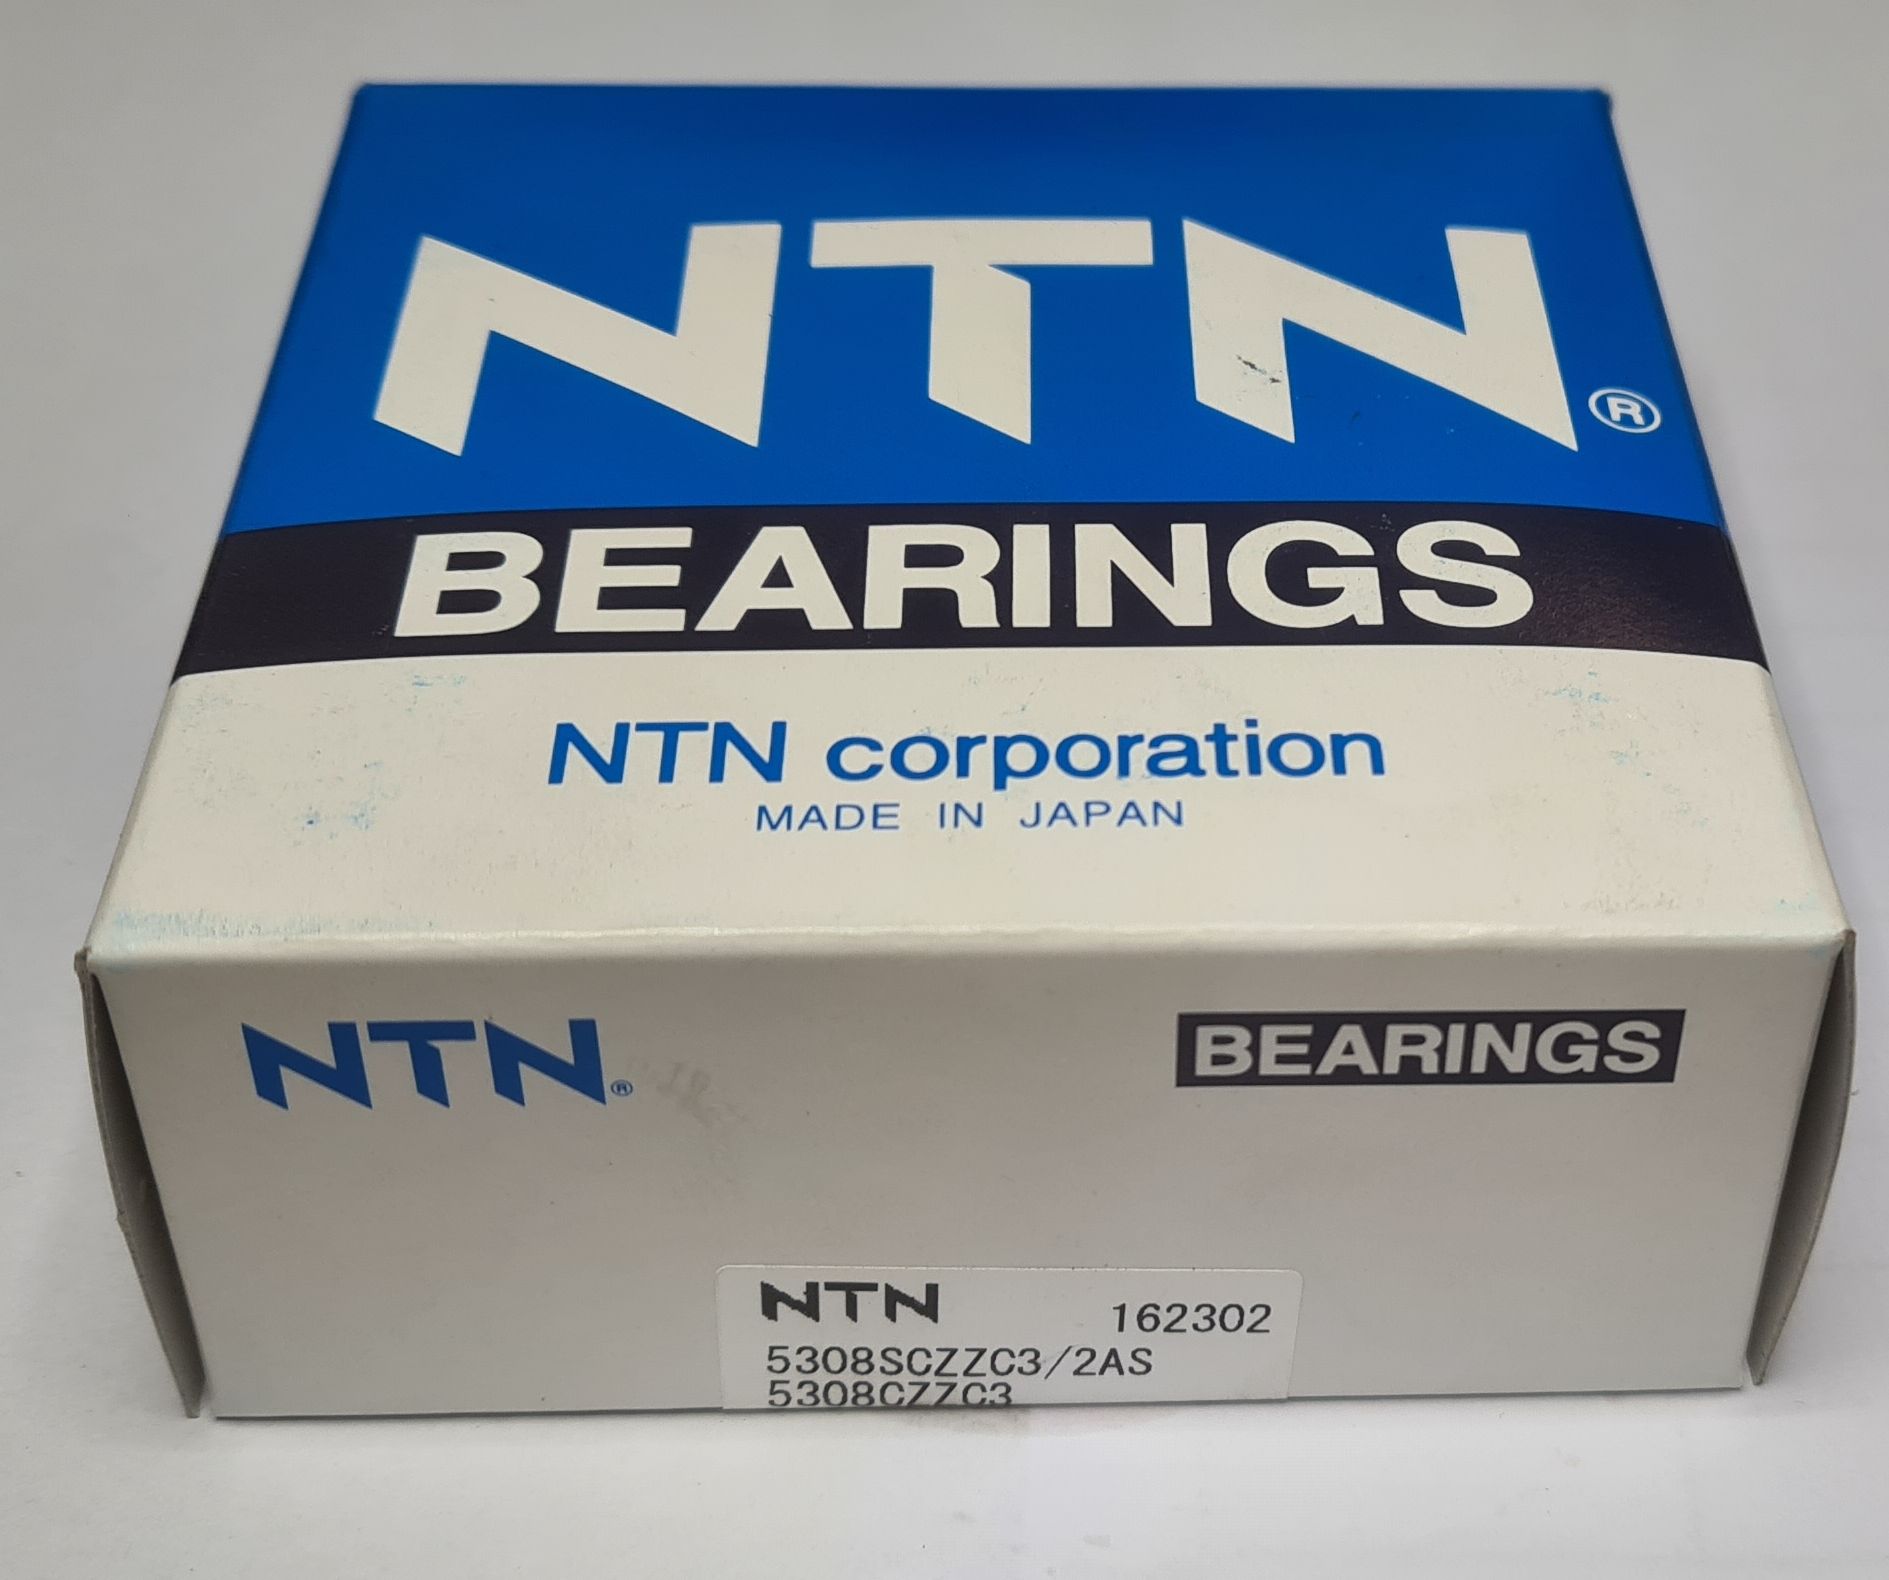 NTN®
BEARINGS
NTN corporation
MADE IN JAPAN
NTN® BEARINGS
NTN 162302
5308SCZZC3/2AS
5308CZZC3